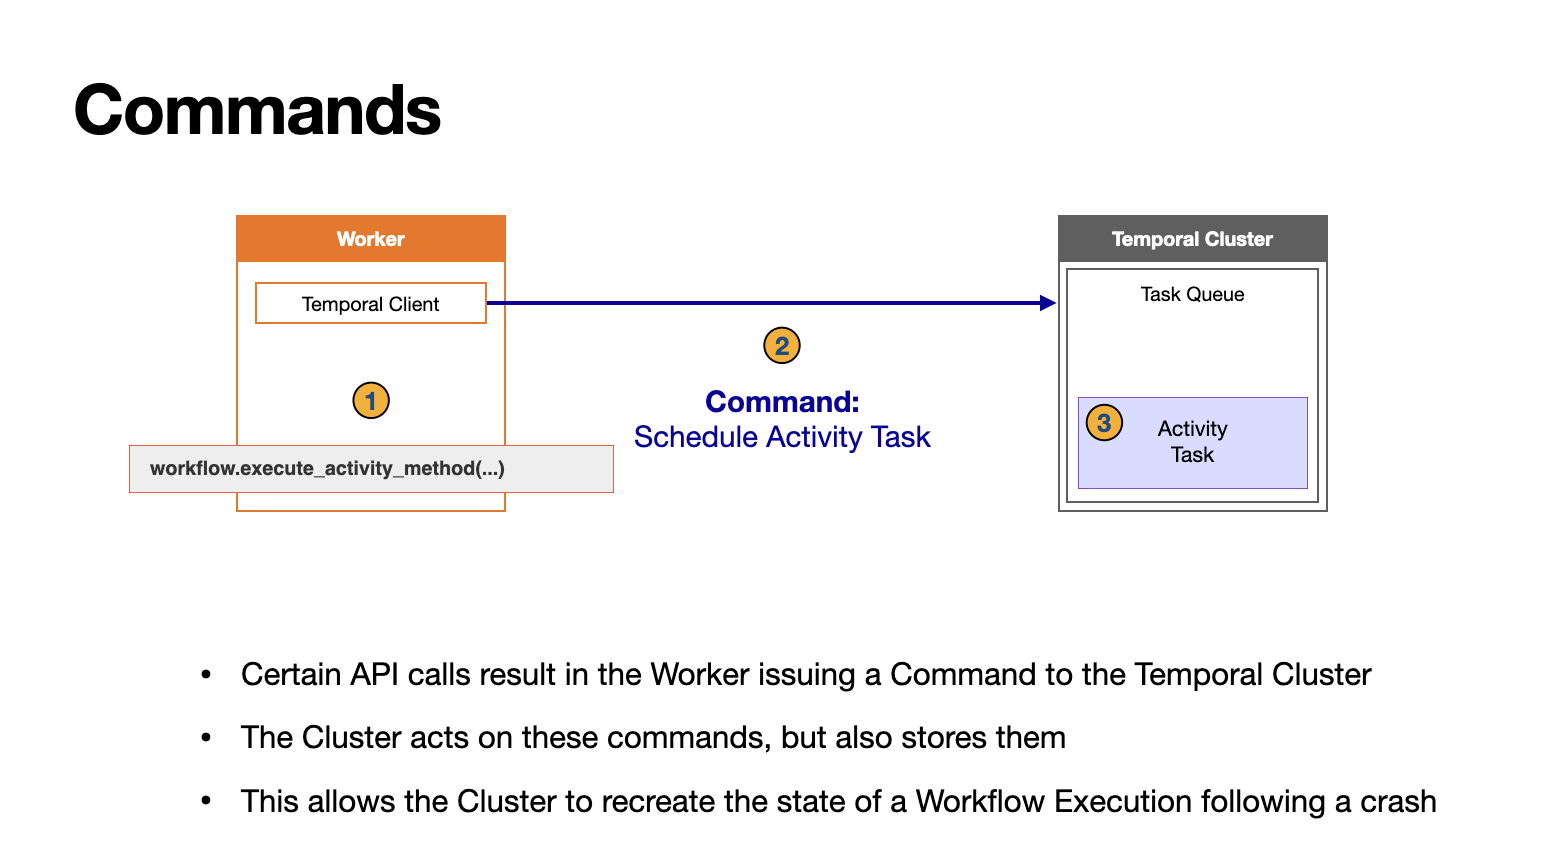 Commands
Worker
Temporal Client
1
workflow.execute_activity_method(...)
2
Command:
Schedule Activity Task
Temporal Cluster
Task Queue
3
Activity
Task
• Certain API calls result in the Worker issuing a Command to the Temporal Cluster
• The Cluster acts on these commands, but also stores them
• This allows the Cluster to recreate the state of a Workflow Execution following a crash